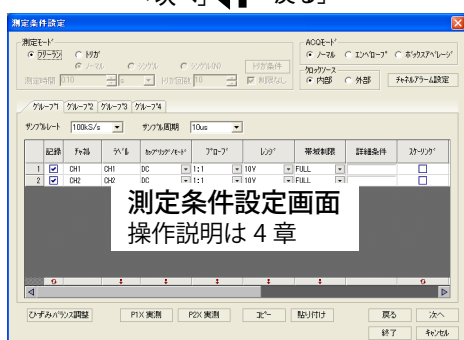 測定条件設定
測定モード
フリーラン トリガ
ノーマル シングル シングルOFF トリガ条件
測定時間 010 s トリガ回数 10 制限なし
ACQモード
ノーマル エンベロープ ボックスアベレージ
クロックソース
内部 外部 チャネルアラーム設定
グループ1 グループ2 グループ3 グループ4
サンプルレート 100kS/s サンプル周期 10us
記録 チャネル ラベル カップリング/モード プローブ レンジ 帯域制限 詳細条件 スケーリング
1 CH1 CH1 DC 1:1 10V FULL
2 CH2 CH2 DC 1:1 10V FULL
測定条件設定画面
操作説明は 4 章
ひずみバランス調整 P1X 実測 P2X 実測 コピー 貼り付け 戻る 次へ
終了 キャンセル